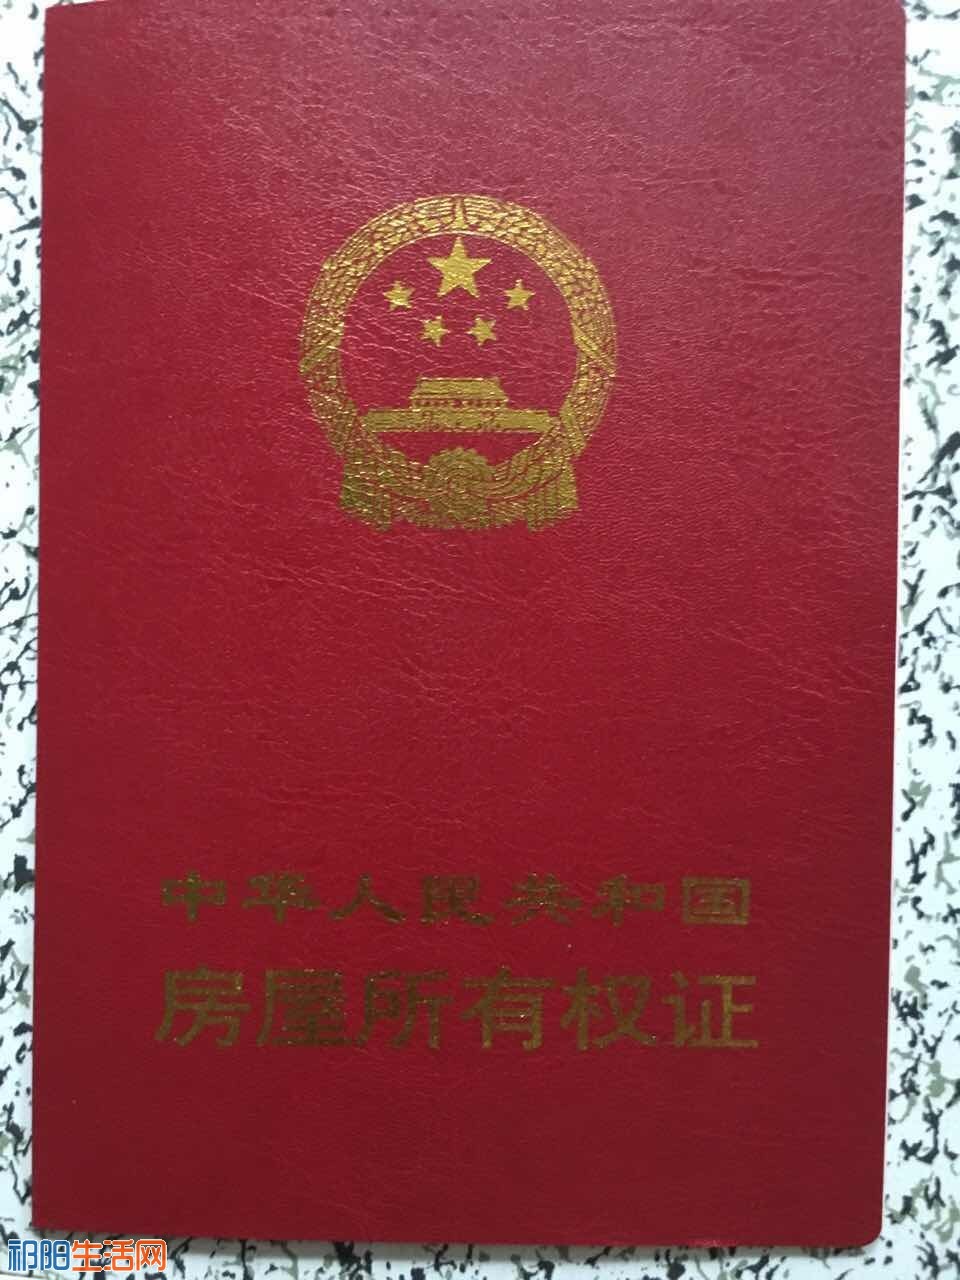 中华人民共和国
房屋所有权证
祁阳生活网